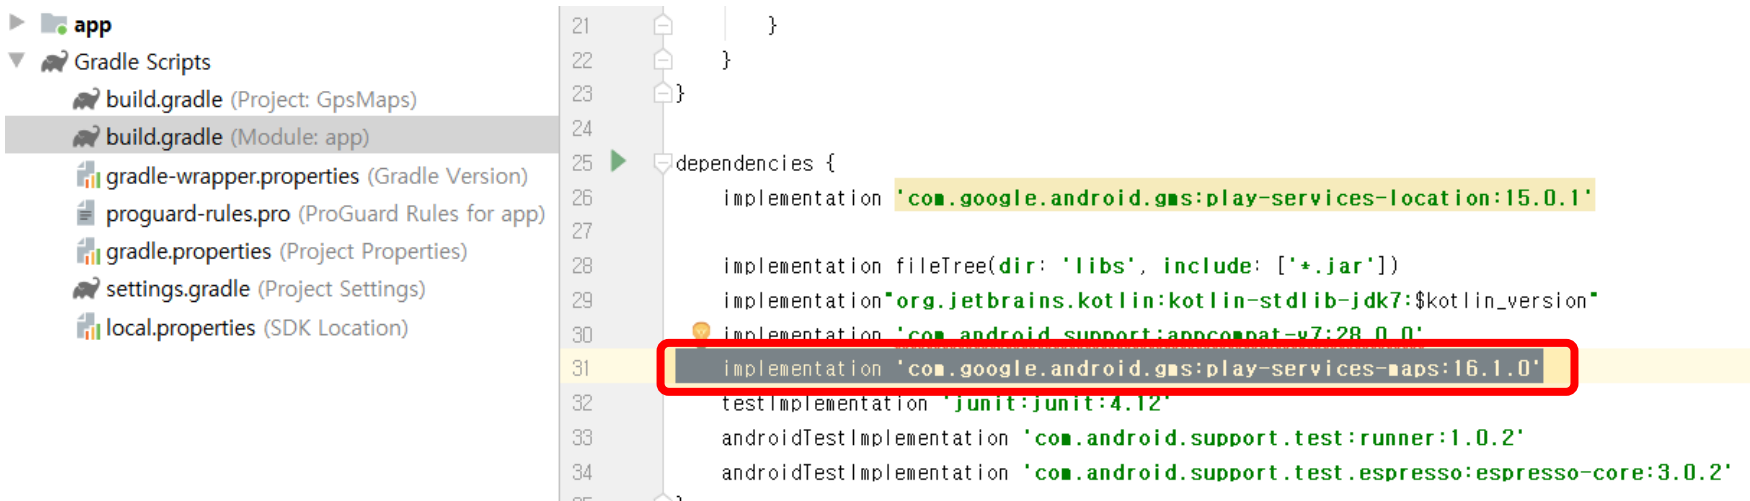 app
Gradle Scripts
build.gradle (Project: GpsMaps)
build.gradle (Module: app)
gradle-wrapper.properties (Gradle Version)
proguard-rules.pro (ProGuard Rules for app)
gradle.properties (Project Properties)
settings.gradle (Project Settings)
local.properties (SDK Location)
21 }
22 }
23 }
24
25 dependencies {
26 implementation 'com.google.android.gms:play-services-location:15.0.1'
27
28 implementation fileTree(dir: 'libs', include: ['*.jar'])
29 implementation"org.jetbrains.kotlin:kotlin-stdlib-jdk7:$kotlin_version"
30 implementation 'com.android.support:appcompat-v7:28.0.0'
31 implementation 'com.google.android.gms:play-services-maps:16.1.0'
32 testImplementation 'junit:junit:4.12'
33 androidTestImplementation 'com.android.support.test:runner:1.0.2'
34 androidTestImplementation 'com.android.support.test.espresso:espresso-core:3.0.2'